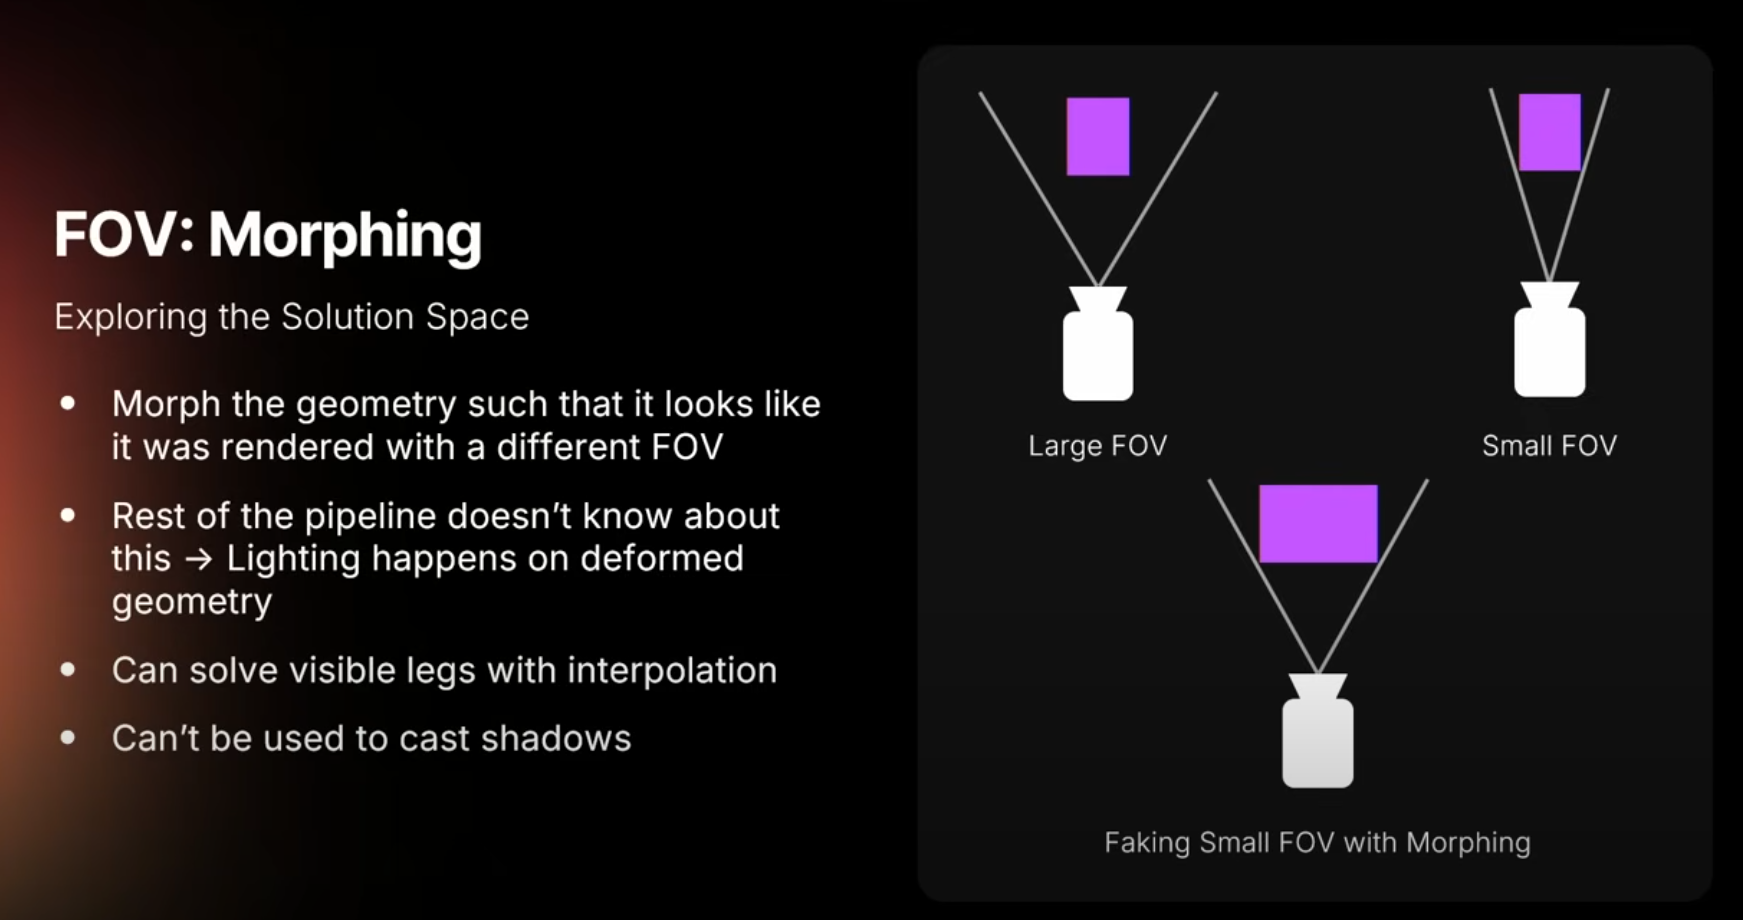 FOV: Morphing
Exploring the Solution Space
• Morph the geometry such that it looks like
it was rendered with a different FOV
• Rest of the pipeline doesn’t know about
this → Lighting happens on deformed
geometry
• Can solve visible legs with interpolation
• Can’t be used to cast shadows
Large FOV
Small FOV
Faking Small FOV with Morphing